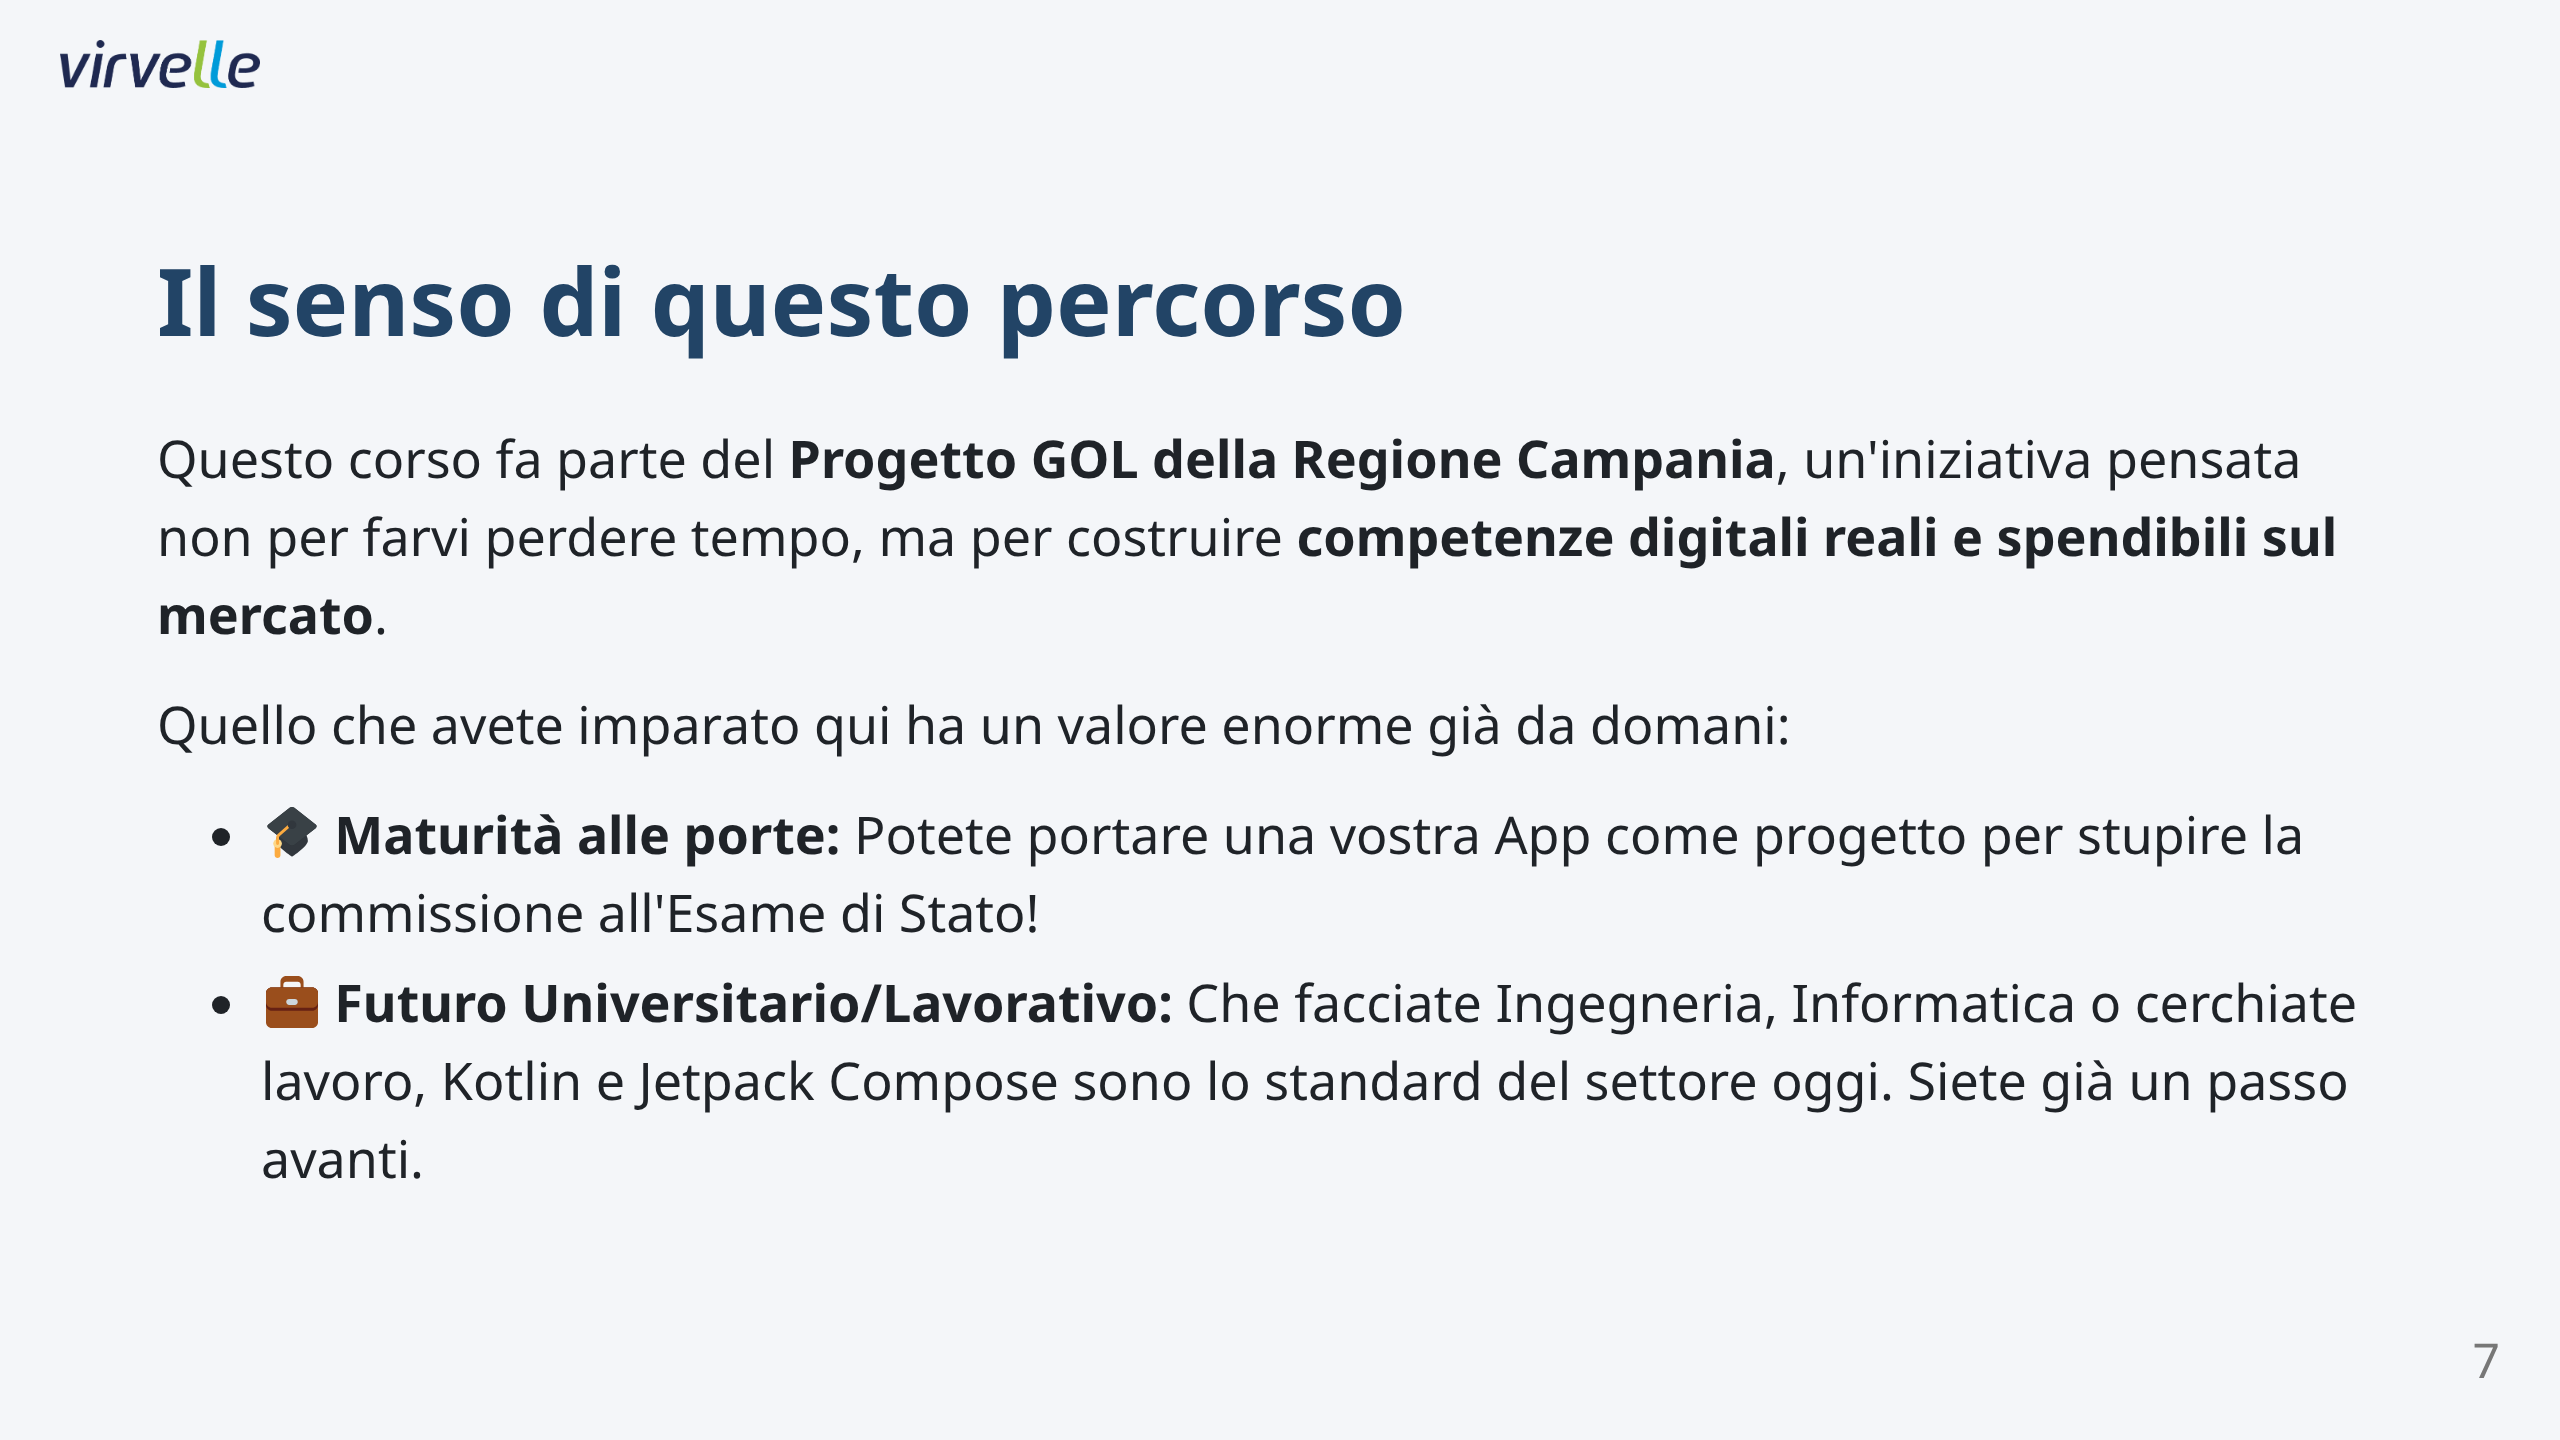 virvelle
Il senso di questo percorso
Questo corso fa parte del Progetto GOL della Regione Campania, un'iniziativa pensata
non per farvi perdere tempo, ma per costruire competenze digitali reali e spendibili sul
mercato.
Quello che avete imparato qui ha un valore enorme già da domani:
• 🎓 Maturità alle porte: Potete portare una vostra App come progetto per stupire la
commissione all'Esame di Stato!
• 💼 Futuro Universitario/Lavorativo: Che facciate Ingegneria, Informatica o cerchiate
lavoro, Kotlin e Jetpack Compose sono lo standard del settore oggi. Siete già un passo
avanti.
7